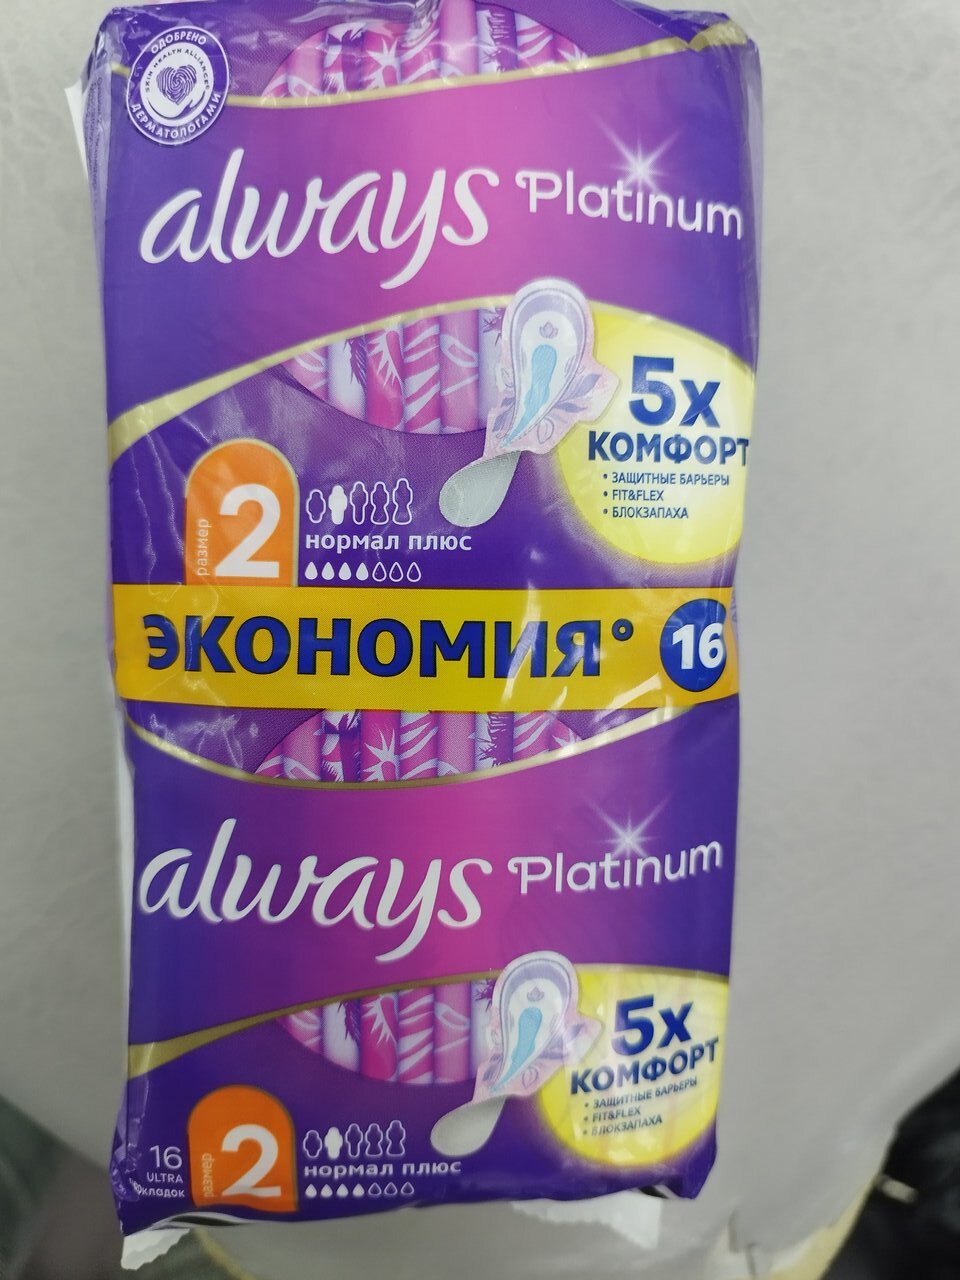 ОДОБРЕНО
SKIN HEALTH ALLIANCE
ДЕРМАТОЛОГАМИ
always Platinum
5x
КОМФОРТ
• ЗАЩИТНЫЕ БАРЬЕРЫ
• FIT&FLEX
• БЛОКЗАПАХА
размер 2
нормал плюс
ЭКОНОМИЯ° 16
always Platinum
5x
КОМФОРТ
• ЗАЩИТНЫЕ БАРЬЕРЫ
• FIT&FLEX
• БЛОКЗАПАХА
16
ULTRA
размер 2
нормал плюс